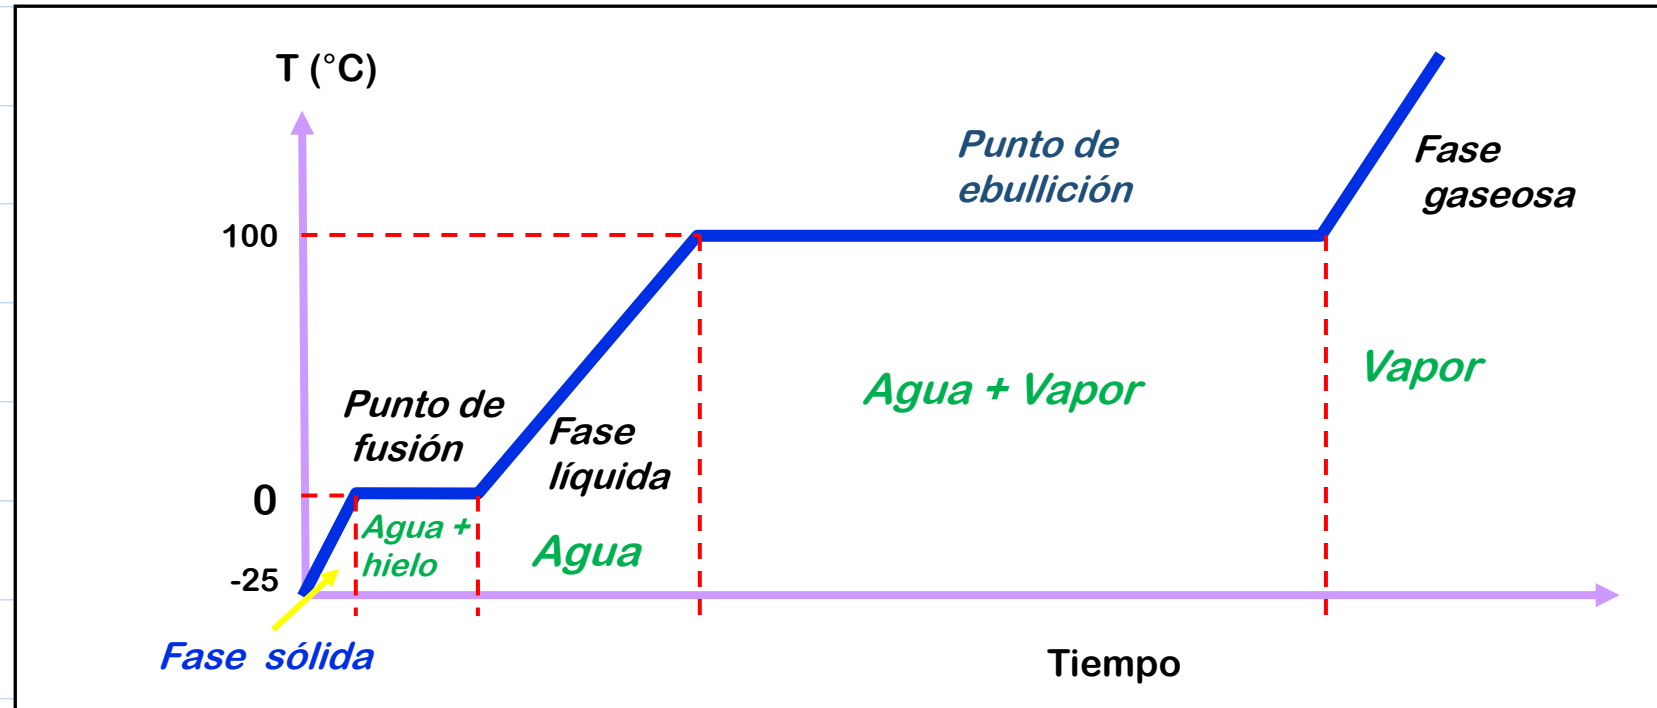 T (°C)
Punto de
ebullición
Fase
gaseosa
100
Agua + Vapor
Vapor
Punto de
fusión
Fase
líquida
0
Agua +
hielo
Agua
-25
Fase sólida
Tiempo